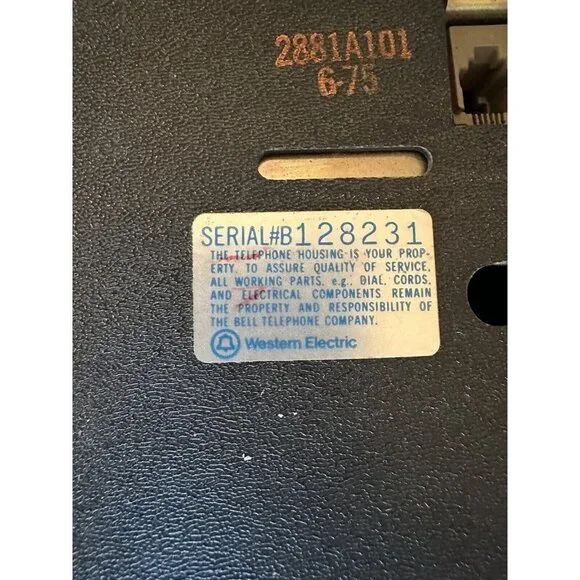 2881A101
6-75
SERIAL#B128231
THE TELEPHONE HOUSING IS YOUR PROP-
ERTY. TO ASSURE QUALITY OF SERVICE,
ALL WORKING PARTS, e.g., DIAL, CORDS,
AND ELECTRICAL COMPONENTS REMAIN
THE PROPERTY AND RESPONSIBILITY OF
THE BELL TELEPHONE COMPANY.
Western Electric